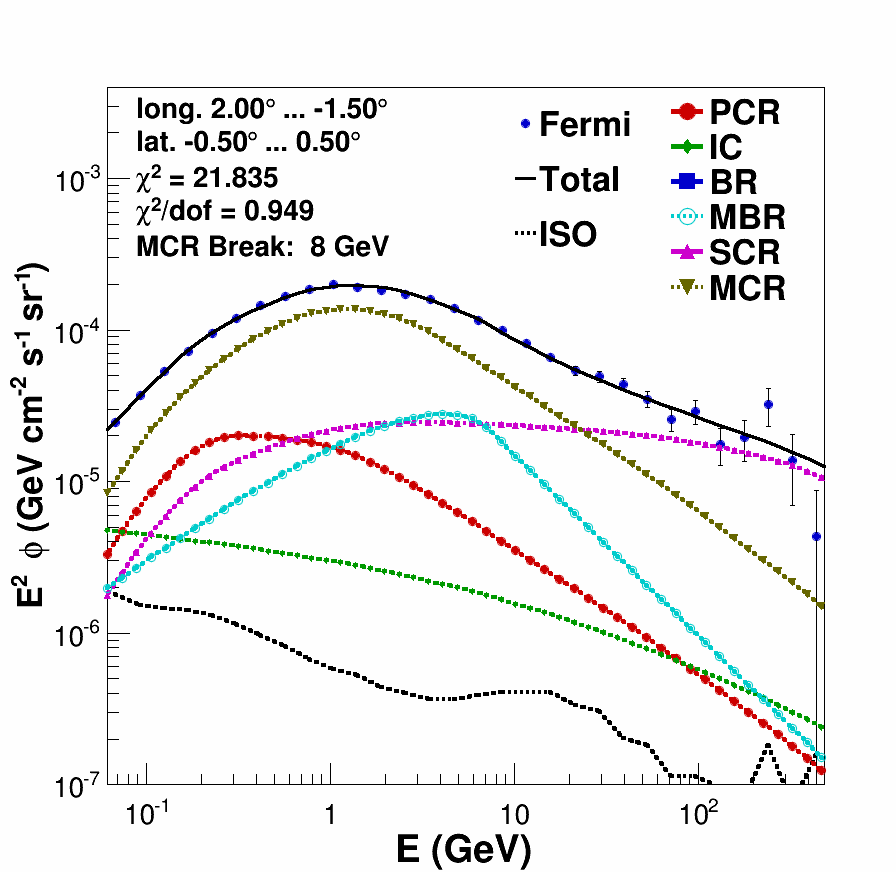 long. 2.00° ... -1.50°
lat. -0.50° ... 0.50°
χ² = 21.835
χ²/dof = 0.949
MCR Break: 8 GeV
Fermi
Total
ISO
PCR
IC
BR
MBR
SCR
MCR
E² ϕ (GeV cm⁻² s⁻¹ sr⁻¹)
10⁻³
10⁻⁴
10⁻⁵
10⁻⁶
10⁻⁷
10⁻¹
1
10
10²
E (GeV)